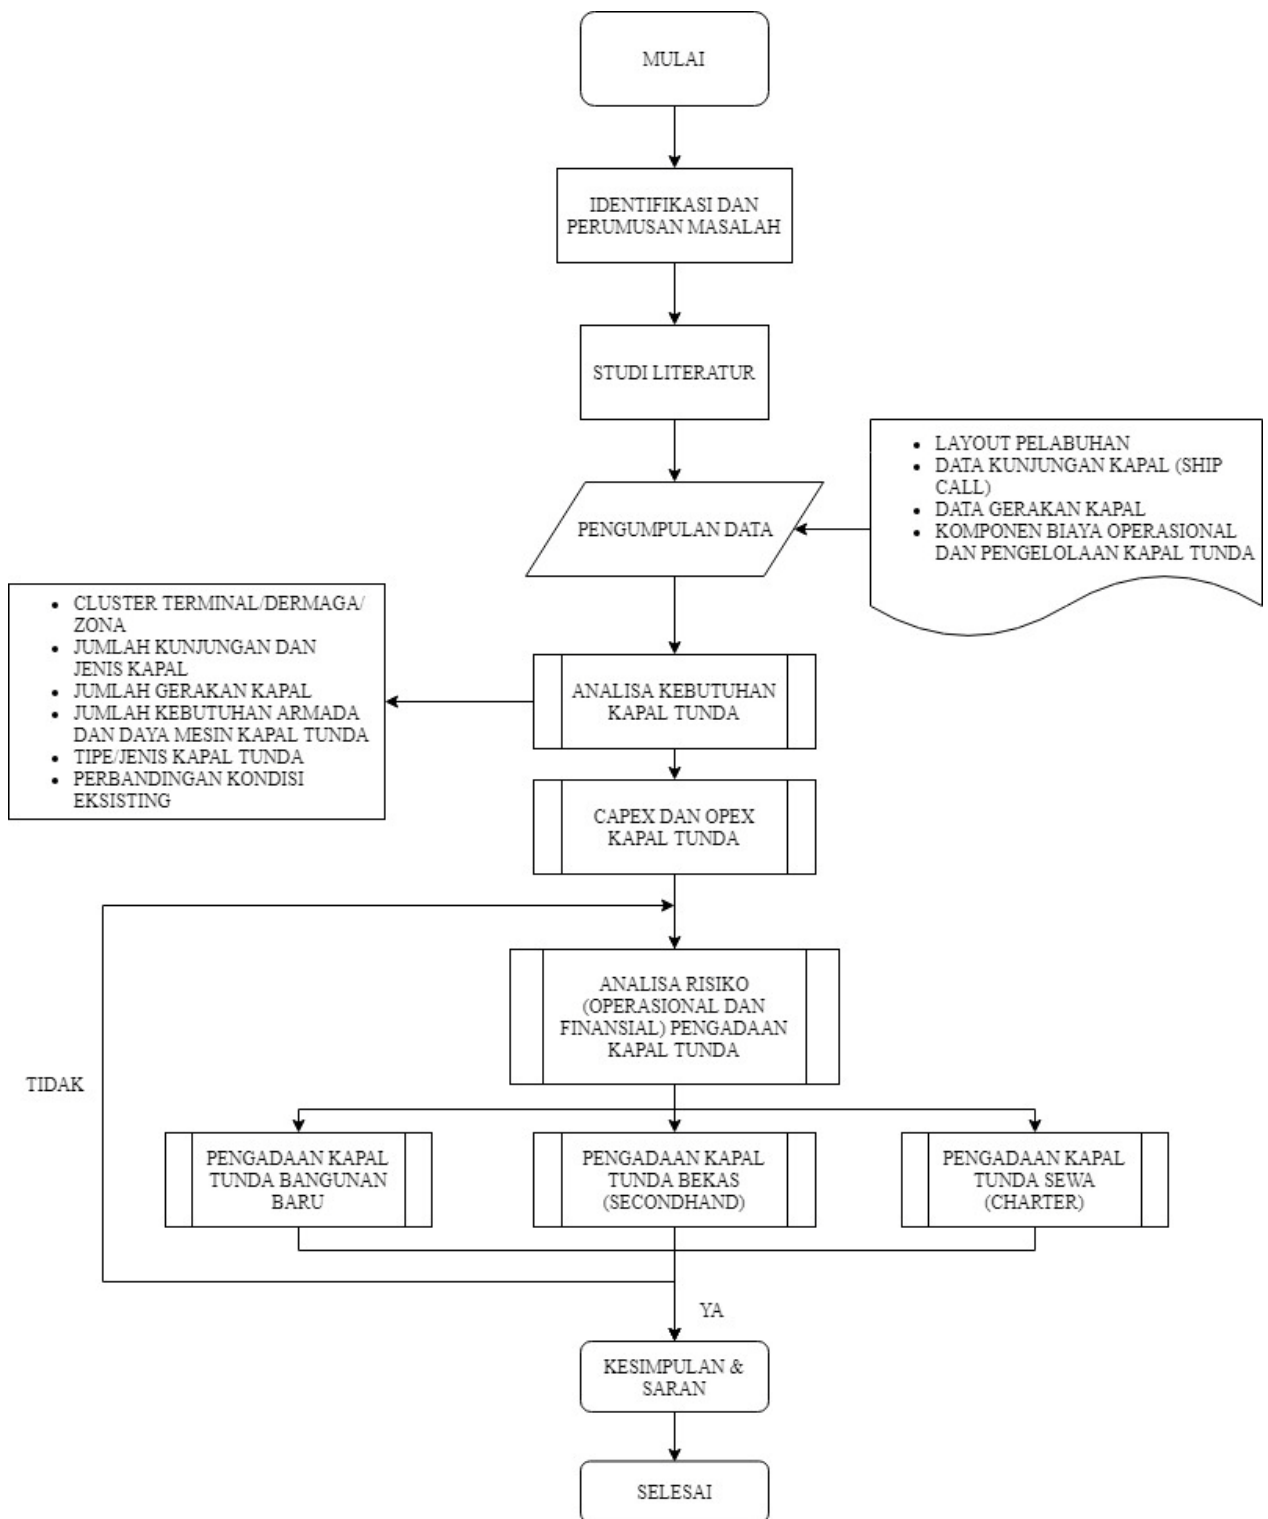 MULAI
IDENTIFIKASI DAN
PERUMUSAN MASALAH
STUDI LITERATUR
PENGUMPULAN DATA
• LAYOUT PELABUHAN
• DATA KUNJUNGAN KAPAL (SHIP
CALL)
• DATA GERAKAN KAPAL
• KOMPONEN BIAYA OPERASIONAL
DAN PENGELOLAAN KAPAL TUNDA
• CLUSTER TERMINAL/DERMAGA/
ZONA
• JUMLAH KUNJUNGAN DAN
JENIS KAPAL
• JUMLAH GERAKAN KAPAL
• JUMLAH KEBUTUHAN ARMADA
DAN DAYA MESIN KAPAL TUNDA
• TIPE/JENIS KAPAL TUNDA
• PERBANDINGAN KONDISI
EKSISTING
ANALISA KEBUTUHAN
KAPAL TUNDA
CAPEX DAN OPEX
KAPAL TUNDA
ANALISA RISIKO
(OPERASIONAL DAN
FINANSIAL) PENGADAAN
KAPAL TUNDA
TIDAK
PENGADAAN KAPAL
TUNDA BANGUNAN
BARU
PENGADAAN KAPAL
TUNDA BEKAS
(SECONDHAND)
PENGADAAN KAPAL
TUNDA SEWA
(CHARTER)
YA
KESIMPULAN &
SARAN
SELESAI